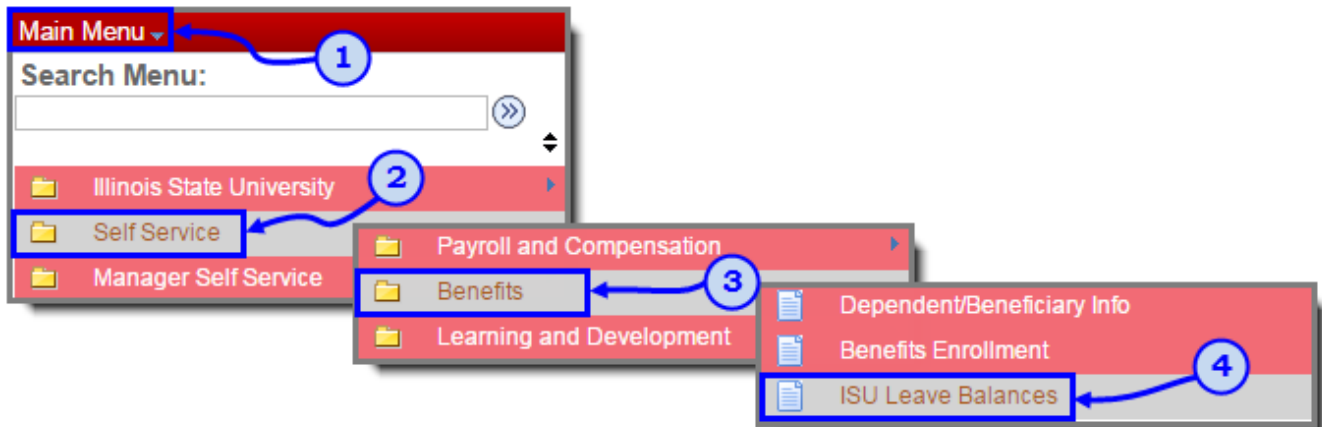 Main Menu
1
Search Menu:
2
Illinois State University
Self Service
Manager Self Service
Payroll and Compensation
3
Benefits
Learning and Development
Dependent/Beneficiary Info
Benefits Enrollment
4
ISU Leave Balances